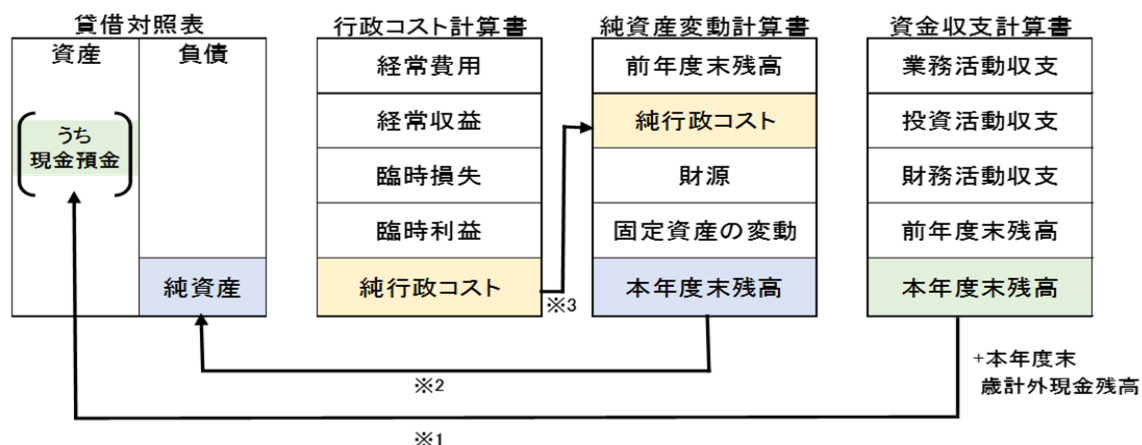 貸借対照表
資産
負債
うち
現金預金
純資産
行政コスト計算書
経常費用
経常収益
臨時損失
臨時利益
純行政コスト
※3
純資産変動計算書
前年度末残高
純行政コスト
財源
固定資産の変動
本年度末残高
資金収支計算書
業務活動収支
投資活動収支
財務活動収支
前年度末残高
本年度末残高
+本年度末
歳計外現金残高
※2
※1